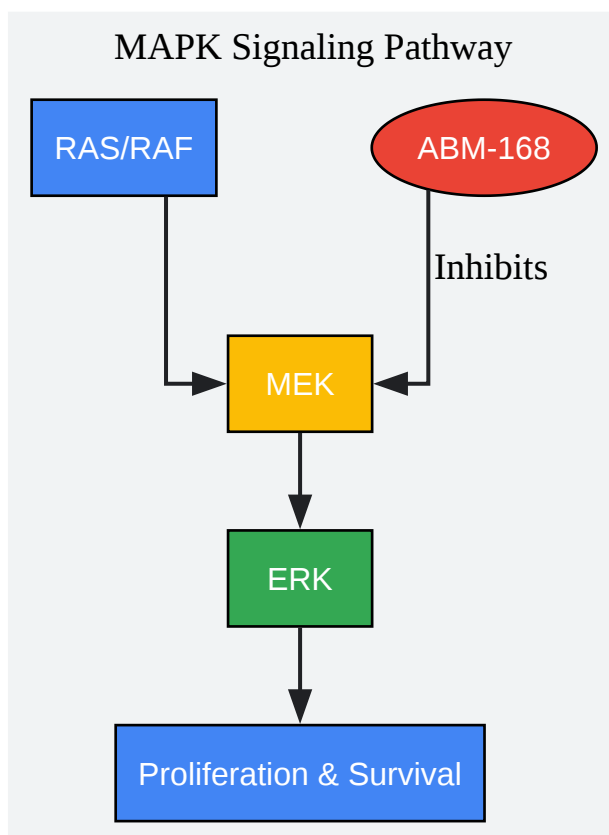 MAPK Signaling Pathway
RAS/RAF
ABM-168
Inhibits
MEK
ERK
Proliferation & Survival